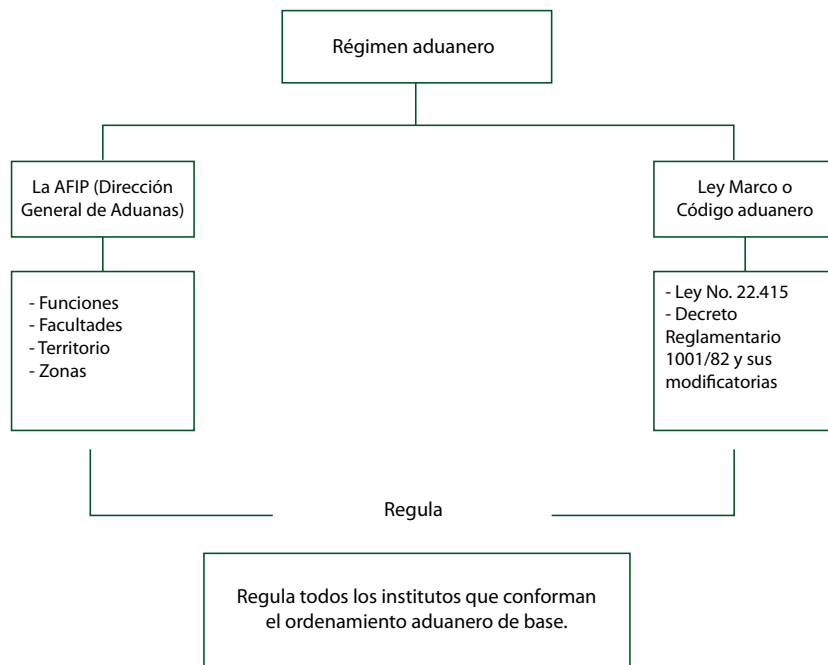 Régimen aduanero
La AFIP (Dirección
General de Aduanas)
Ley Marco o
Código aduanero
- Funciones
- Facultades
- Territorio
- Zonas
- Ley No. 22.415
- Decreto
Reglamentario
1001/82 y sus
modificatorias
Regula
Regula todos los institutos que conforman
el ordenamiento aduanero de base.